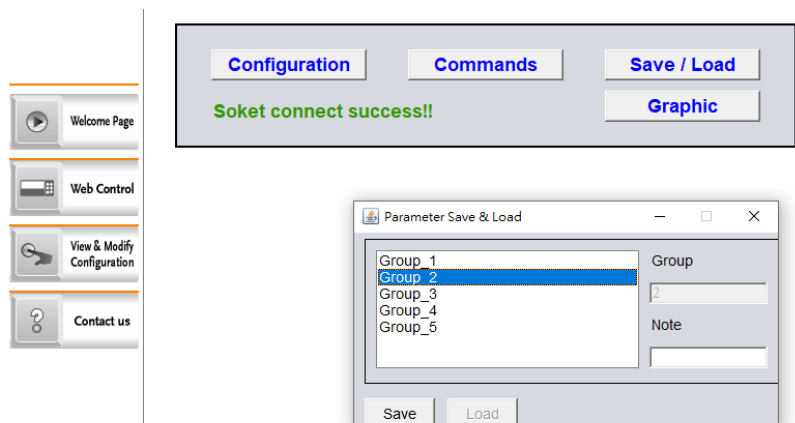 Configuration
Commands
Save / Load
Soket connect success!!
Graphic
Welcome Page
Web Control
View & Modify
Configuration
Contact us
Parameter Save & Load
Group_1
Group_2
Group_3
Group_4
Group_5
Group
2
Note
Save
Load